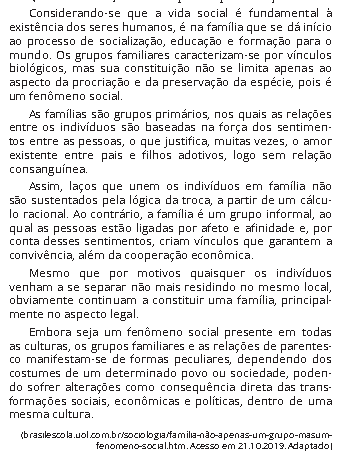 Considerando-se que a vida social é fundamental à
existência dos seres humanos, é na família que se dá início
ao processo de socialização, educação e formação para o
mundo. Os grupos familiares caracterizam-se por vínculos
biológicos, mas sua constituição não se limita apenas ao
aspecto da procriação e da preservação da espécie, pois é
um fenômeno social.
As famílias são grupos primários, nos quais as relações
entre os indivíduos são baseadas na força dos sentimen-
tos entre as pessoas, o que justifica, muitas vezes, o amor
existente entre pais e filhos adotivos, logo sem relação
consanguínea.
Assim, laços que unem os indivíduos em família não
são sustentados pela lógica da troca, a partir de um cálcu-
lo racional. Ao contrário, a família é um grupo informal, ao
qual as pessoas estão ligadas por afeto e afinidade e, por
conta desses sentimentos, criam vínculos que garantem a
convivência, além da cooperação econômica.
Mesmo que por motivos quaisquer os indivíduos
venham a se separar não mais residindo no mesmo local,
obviamente continuam a constituir uma família, principal-
mente no aspecto legal.
Embora seja um fenômeno social presente em todas
as culturas, os grupos familiares e as relações de parentes-
co manifestam-se de formas peculiares, dependendo dos
costumes de um determinado povo ou sociedade, poden-
do sofrer alterações como consequência direta das trans-
formações sociais, econômicas e políticas, dentro de uma
mesma cultura.
(brasilescola.uol.com.br/sociologia/familia-não-apenas-um-grupo-masum-
fenomeno-social.htm. Acesso em 21.10.2019. Adaptado)